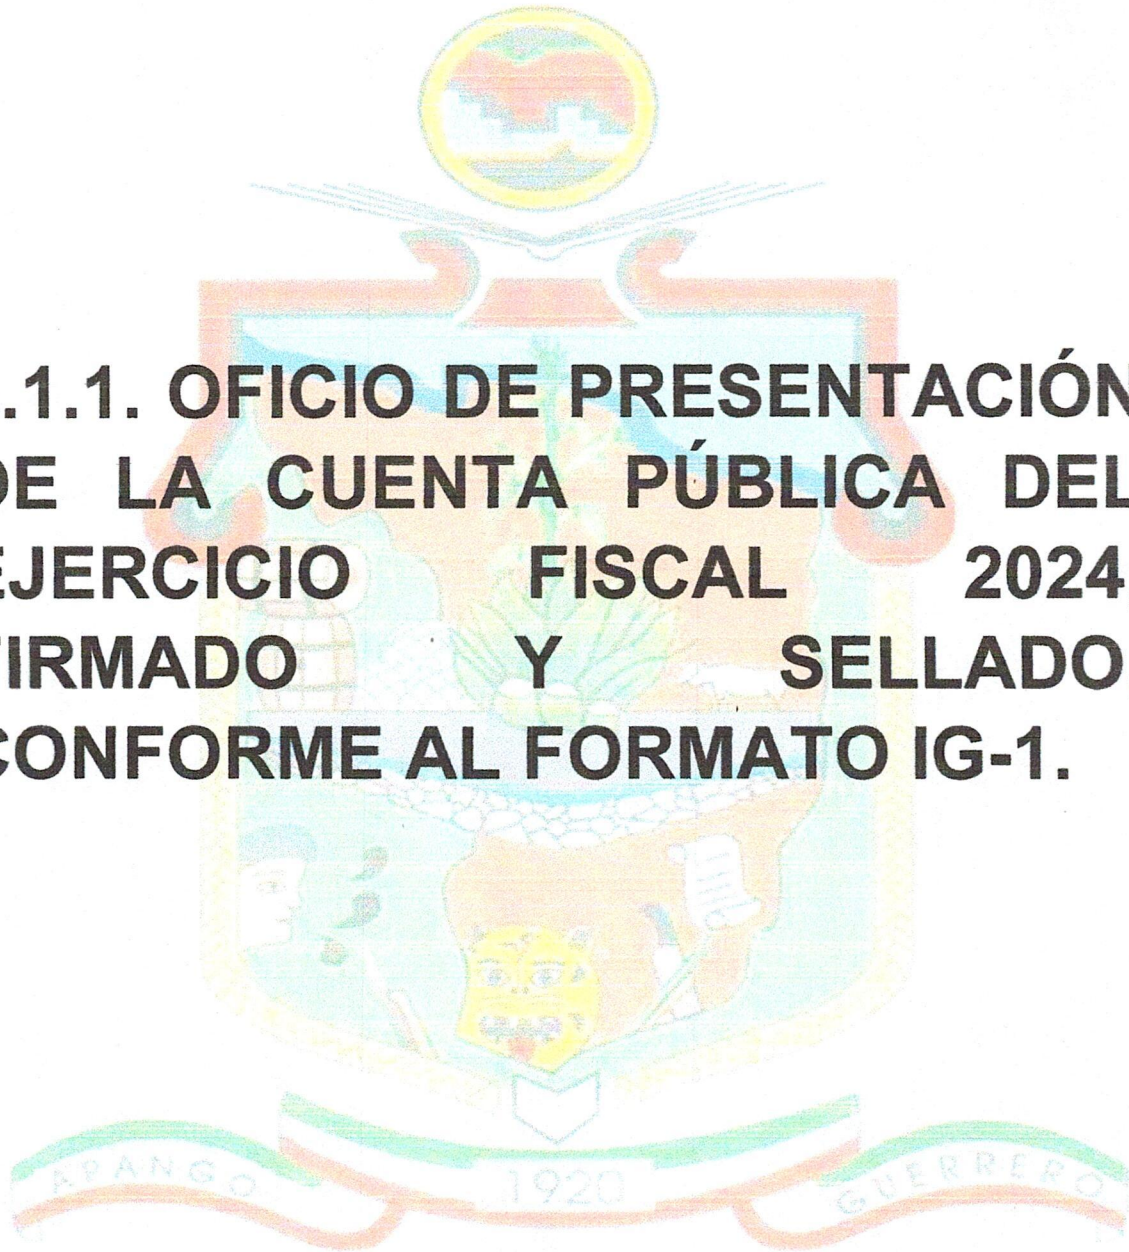 .1.1. OFICIO DE PRESENTACIÓN
DE LA CUENTA PÚBLICA DEL
EJERCICIO FISCAL 2024
FIRMADO Y SELLADO
CONFORME AL FORMATO IG-1.
APANGO 1920 GUERRERO